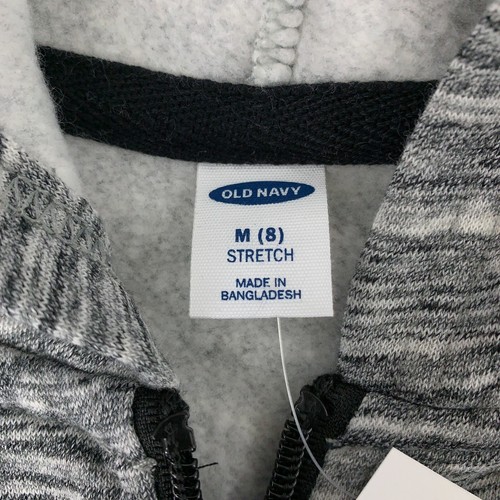 OLD NAVY
M (8)
STRETCH
MADE IN
BANGLADESH